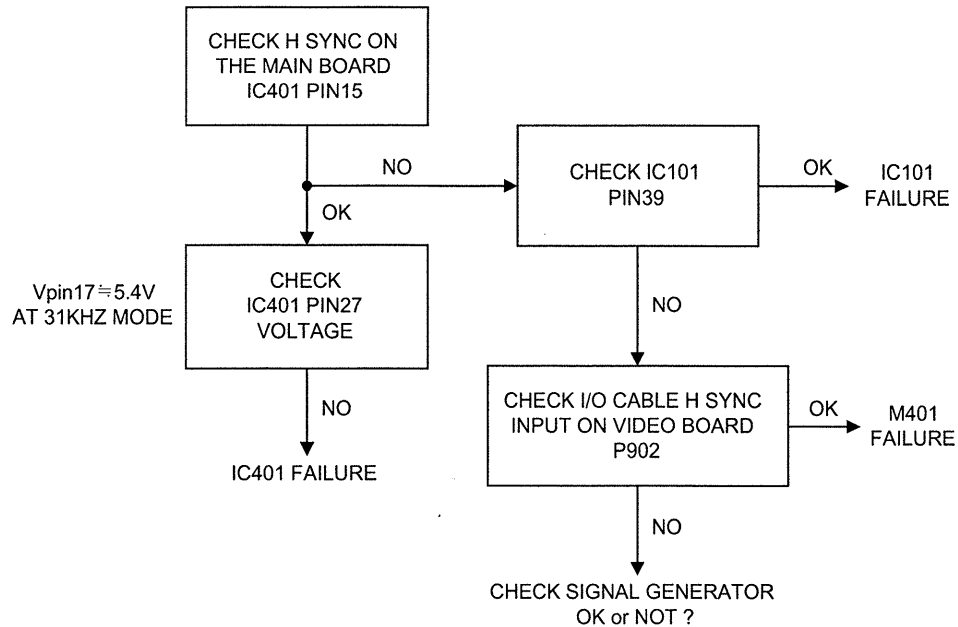 CHECK H SYNC ON
THE MAIN BOARD
IC401 PIN15
NO
CHECK IC101
PIN39
OK
IC101
FAILURE
OK
Vpin17≒5.4V
AT 31KHZ MODE
CHECK
IC401 PIN27
VOLTAGE
NO
NO
IC401 FAILURE
CHECK I/O CABLE H SYNC
INPUT ON VIDEO BOARD
P902
OK
M401
FAILURE
NO
CHECK SIGNAL GENERATOR
OK or NOT ?